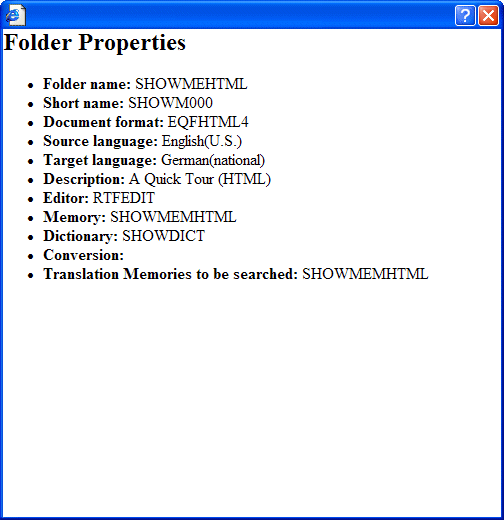 Folder Properties
Folder name: SHOWMEHTML
Short name: SHOWM000
Document format: EQFHTML4
Source language: English(U.S.)
Target language: German(national)
Description: A Quick Tour (HTML)
Editor: RTFEDIT
Memory: SHOWMEMHTML
Dictionary: SHOWDICT
Conversion:
Translation Memories to be searched: SHOWMEMHTML